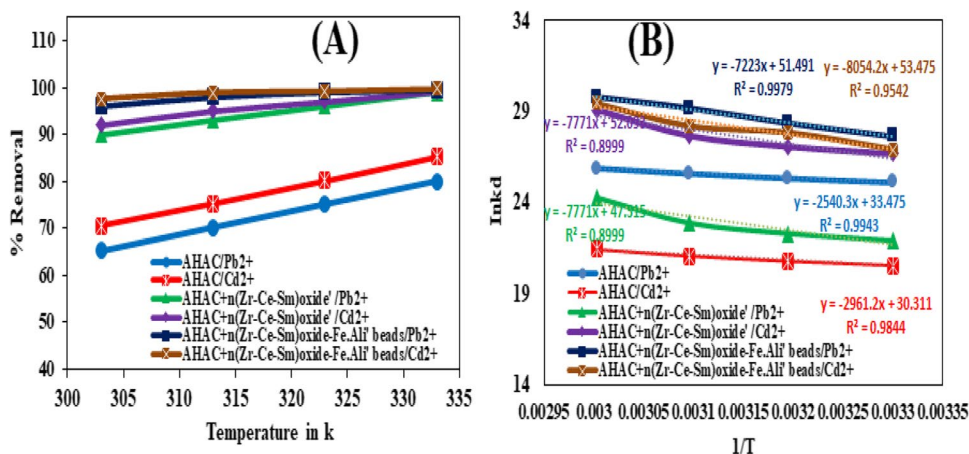 (A)
% Removal
110
100
90
80
70
60
50
40
300
305
310
315
320
325
330
335
Temperature in k
AHAC/Pb2+
AHAC/Cd2+
AHAC+n(Zr-Ce-Sm)oxide' /Pb2+
AHAC+n(Zr-Ce-Sm)oxide' /Cd2+
AHAC+n(Zr-Ce-Sm)oxide-Fe.Ali' beads/Pb2+
AHAC+n(Zr-Ce-Sm)oxide-Fe.Ali' beads/Cd2+
(B)
lnkd
34
29
24
19
14
0.00295
0.003
0.00305
0.0031
0.00315
0.0032
0.00325
0.0033
0.00335
1/T
y = -7223x + 51.491
R² = 0.9979
y = -8054.2x + 53.475
R² = 0.9542
y = -7771x +
R² = 0.8999
y = -2540.3x + 33.475
R² = 0.9943
y = -7771x + 47.315
R² = 0.8999
y = -2961.2x + 30.311
R² = 0.9844
AHAC/Pb2+
AHAC/Cd2+
AHAC+n(Zr-Ce-Sm)oxide' /Pb2+
AHAC+n(Zr-Ce-Sm)oxide' /Cd2+
AHAC+n(Zr-Ce-Sm)oxide-Fe.Ali' beads/Pb2+
AHAC+n(Zr-Ce-Sm)oxide-Fe.Ali' beads/Cd2+